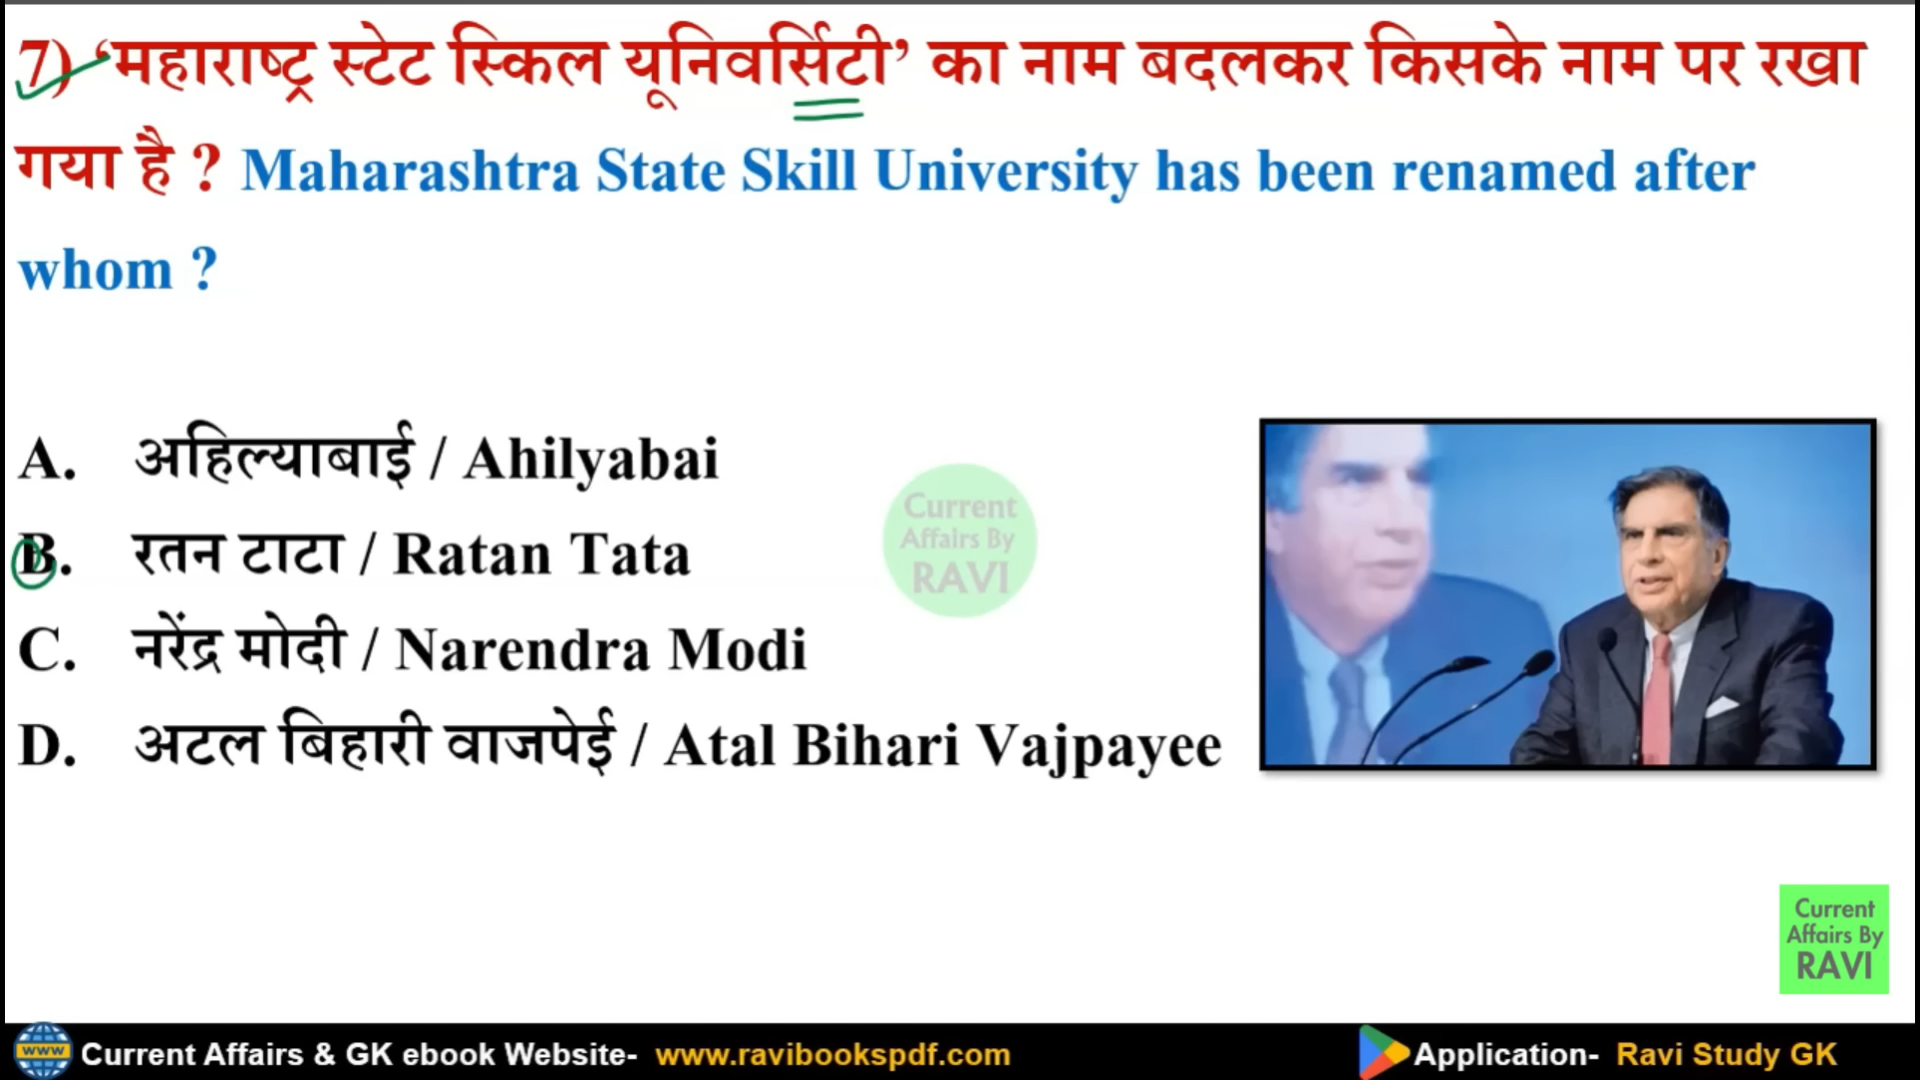 7) ‘महाराष्ट्र स्टेट स्किल यूनिवर्सिटी’ का नाम बदलकर किसके नाम पर रखा
गया है ? Maharashtra State Skill University has been renamed after
whom ?
A. अहिल्याबाई / Ahilyabai
B. रतन टाटा / Ratan Tata
C. नरेंद्र मोदी / Narendra Modi
D. अटल बिहारी वाजपेई / Atal Bihari Vajpayee
Current
Affairs By
RAVI
Current
Affairs By
RAVI
www Current Affairs & GK ebook Website- www.ravibookspdf.com Application- Ravi Study GK